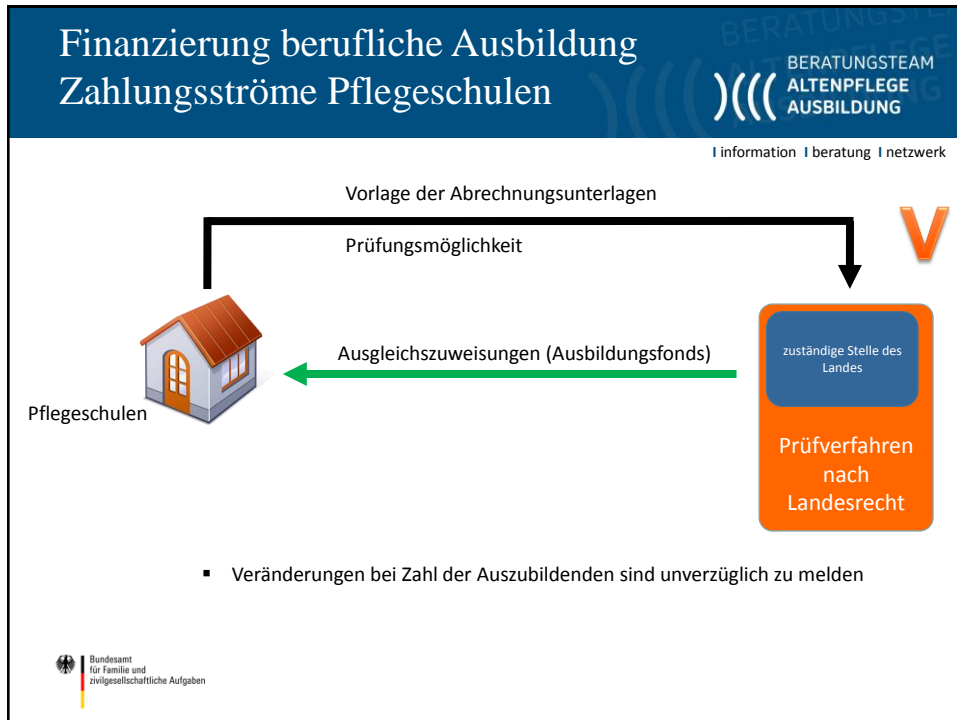 Finanzierung berufliche Ausbildung
Zahlungsströme Pflegeschulen
BERATUNGSTEAM
ALTENPFLEGE
AUSBILDUNG
I information I beratung I netzwerk
Vorlage der Abrechnungsunterlagen
V
Prüfungsmöglichkeit
Ausgleichszuweisungen (Ausbildungsfonds)
zuständige Stelle des
Landes
Pflegeschulen
Prüfverfahren
nach
Landesrecht
▪ Veränderungen bei Zahl der Auszubildenden sind unverzüglich zu melden
Bundesamt
für Familie und
zivilgesellschaftliche Aufgaben